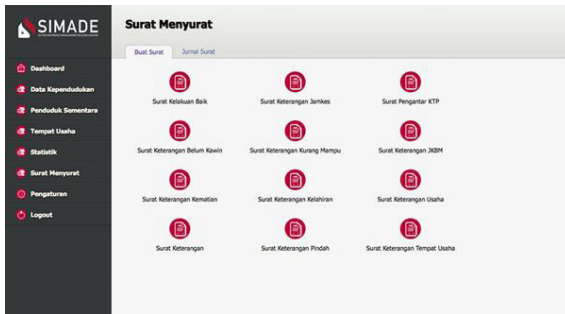 SIMADE
Surat Menyurat
Buat Surat
Jurnal Surat
Dashboard
Data Kependudukan
Penduduk Sementara
Tempat Usaha
Statistik
Surat Menyurat
Pengaturan
Logout
Surat Kelakuan Baik
Surat Keterangan Jamkes
Surat Pengantar KTP
Surat Keterangan Belum Kawin
Surat Keterangan Kurang Mampu
Surat Keterangan JKBM
Surat Keterangan Kematian
Surat Keterangan Kelahiran
Surat Keterangan Usaha
Surat Keterangan
Surat Keterangan Pindah
Surat Keterangan Tempat Usaha